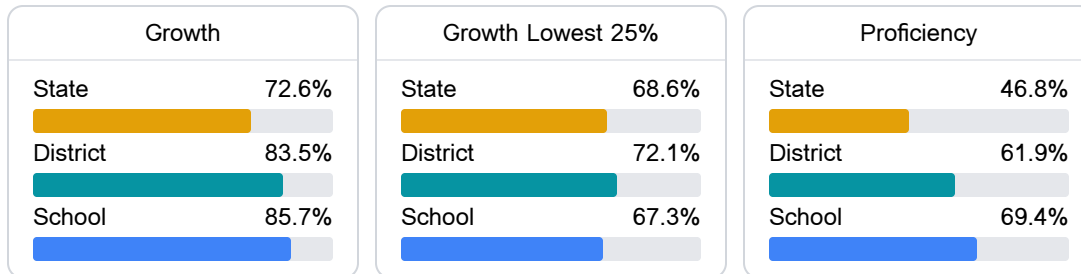 Growth
State 72.6%
District 83.5%
School 85.7%
Growth Lowest 25%
State 68.6%
District 72.1%
School 67.3%
Proficiency
State 46.8%
District 61.9%
School 69.4%